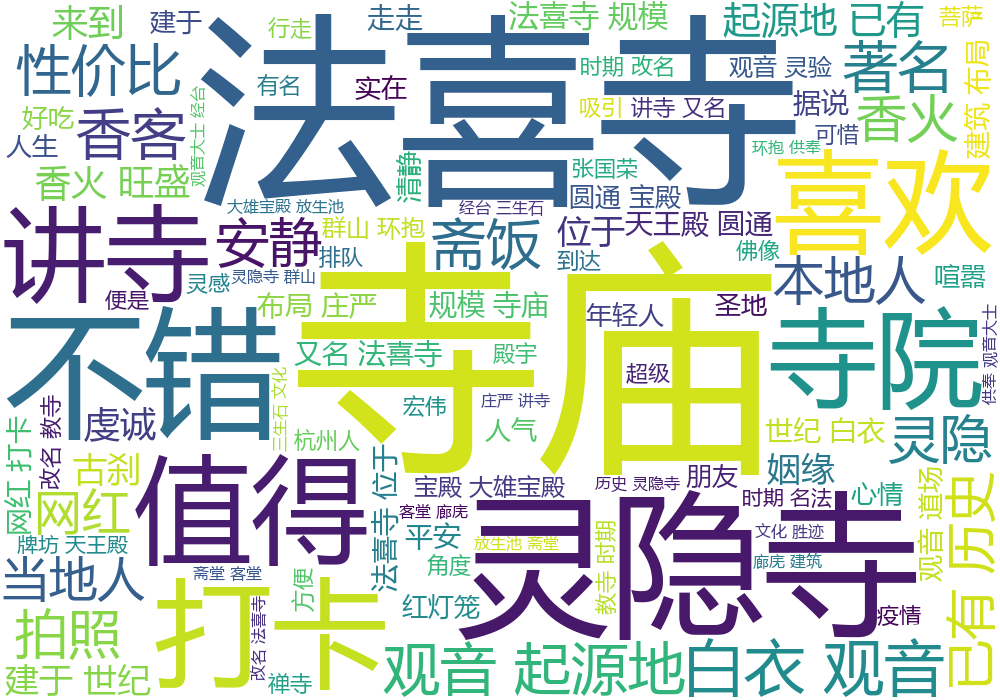 来到
建于
走走
法喜寺 规模
起源地 已有
菩萨
行走
法喜寺
性价比
有名
实在
时期 改名
观音 灵验
著名
建筑 布局
好吃
香客
观音大士 经台
吸引
讲寺 又名
据说
香火
人生
可惜
环抱 供奉
喜欢
香火 旺盛
清静
张国荣
圆通 宝殿
大雄宝殿 放生池
经台 三生石
讲寺
安静
群山 环抱
斋饭
位于
天王殿 圆通
排队
到达
佛像
本地人
喧嚣
便是
灵感
灵隐寺 群山
布局 庄严
规模 寺庙
年轻人
圣地
不错
寺庙
寺院
供奉 观音大士
又名 法喜寺
殿宇
超级
三生石 文化
改名 教寺
虔诚
宏伟
庄严 讲寺
网红 打卡
杭州人
人气
世纪 白衣
灵隐
古刹
值得
位于
法喜寺
宝殿 大雄宝殿
历史 灵隐寺
朋友
姻缘
网红
时期 名法
心情
观音 道场
历史
已有
客堂 廊庑
灵隐寺
牌坊 天王殿
平安
放生池 斋堂
教寺 时期
文化 胜迹
当地人
斋堂 客堂
角度
廊庑 建筑
打卡
方便
红灯笼
疫情
拍照
改名 法喜寺
观音 起源地
白衣 观音
建于 世纪
禅寺